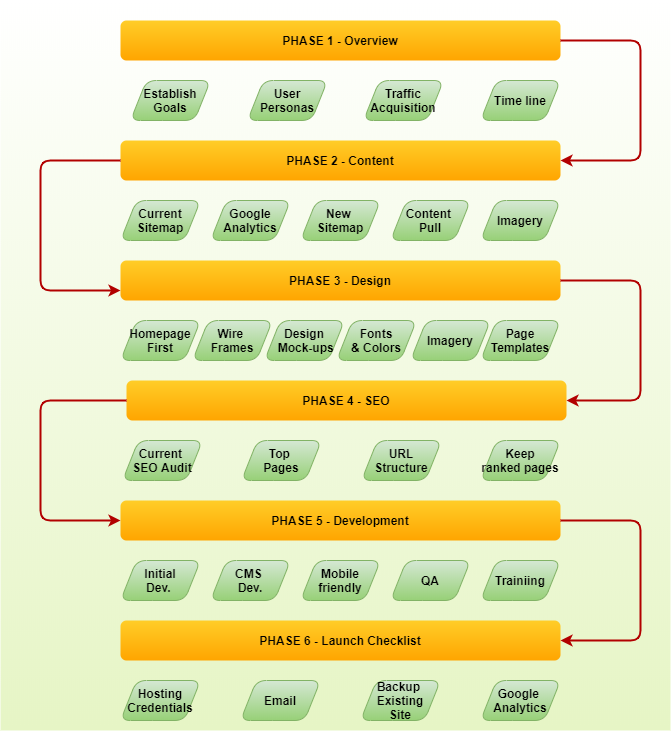 PHASE 1 - Overview
Establish
Goals
User
Personas
Traffic
Acquisition
Time line
PHASE 2 - Content
Current
Sitemap
Google
Analytics
New
Sitemap
Content
Pull
Imagery
PHASE 3 - Design
Homepage
First
Wire
Frames
Design
Mock-ups
Fonts
& Colors
Imagery
Page
Templates
PHASE 4 - SEO
Current
SEO Audit
Top
Pages
URL
Structure
Keep
ranked pages
PHASE 5 - Development
Initial
Dev.
CMS
Dev.
Mobile
friendly
QA
Trainiing
PHASE 6 - Launch Checklist
Hosting
Credentials
Email
Backup
Existing
Site
Google
Analytics